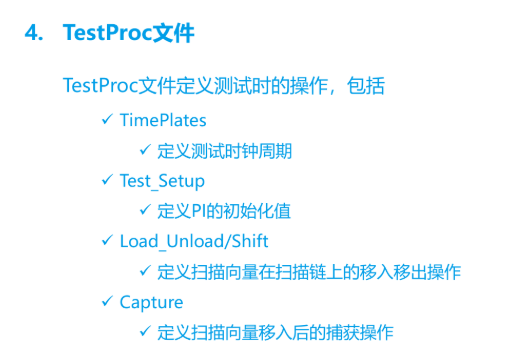 4. TestProc文件
TestProc文件定义测试时的操作，包括
✓ TimePlates
✓ 定义测试时钟周期
✓ Test_Setup
✓ 定义PI的初始化值
✓ Load_Unload/Shift
✓ 定义扫描向量在扫描链上的移入移出操作
✓ Capture
✓ 定义扫描向量移入后的捕获操作